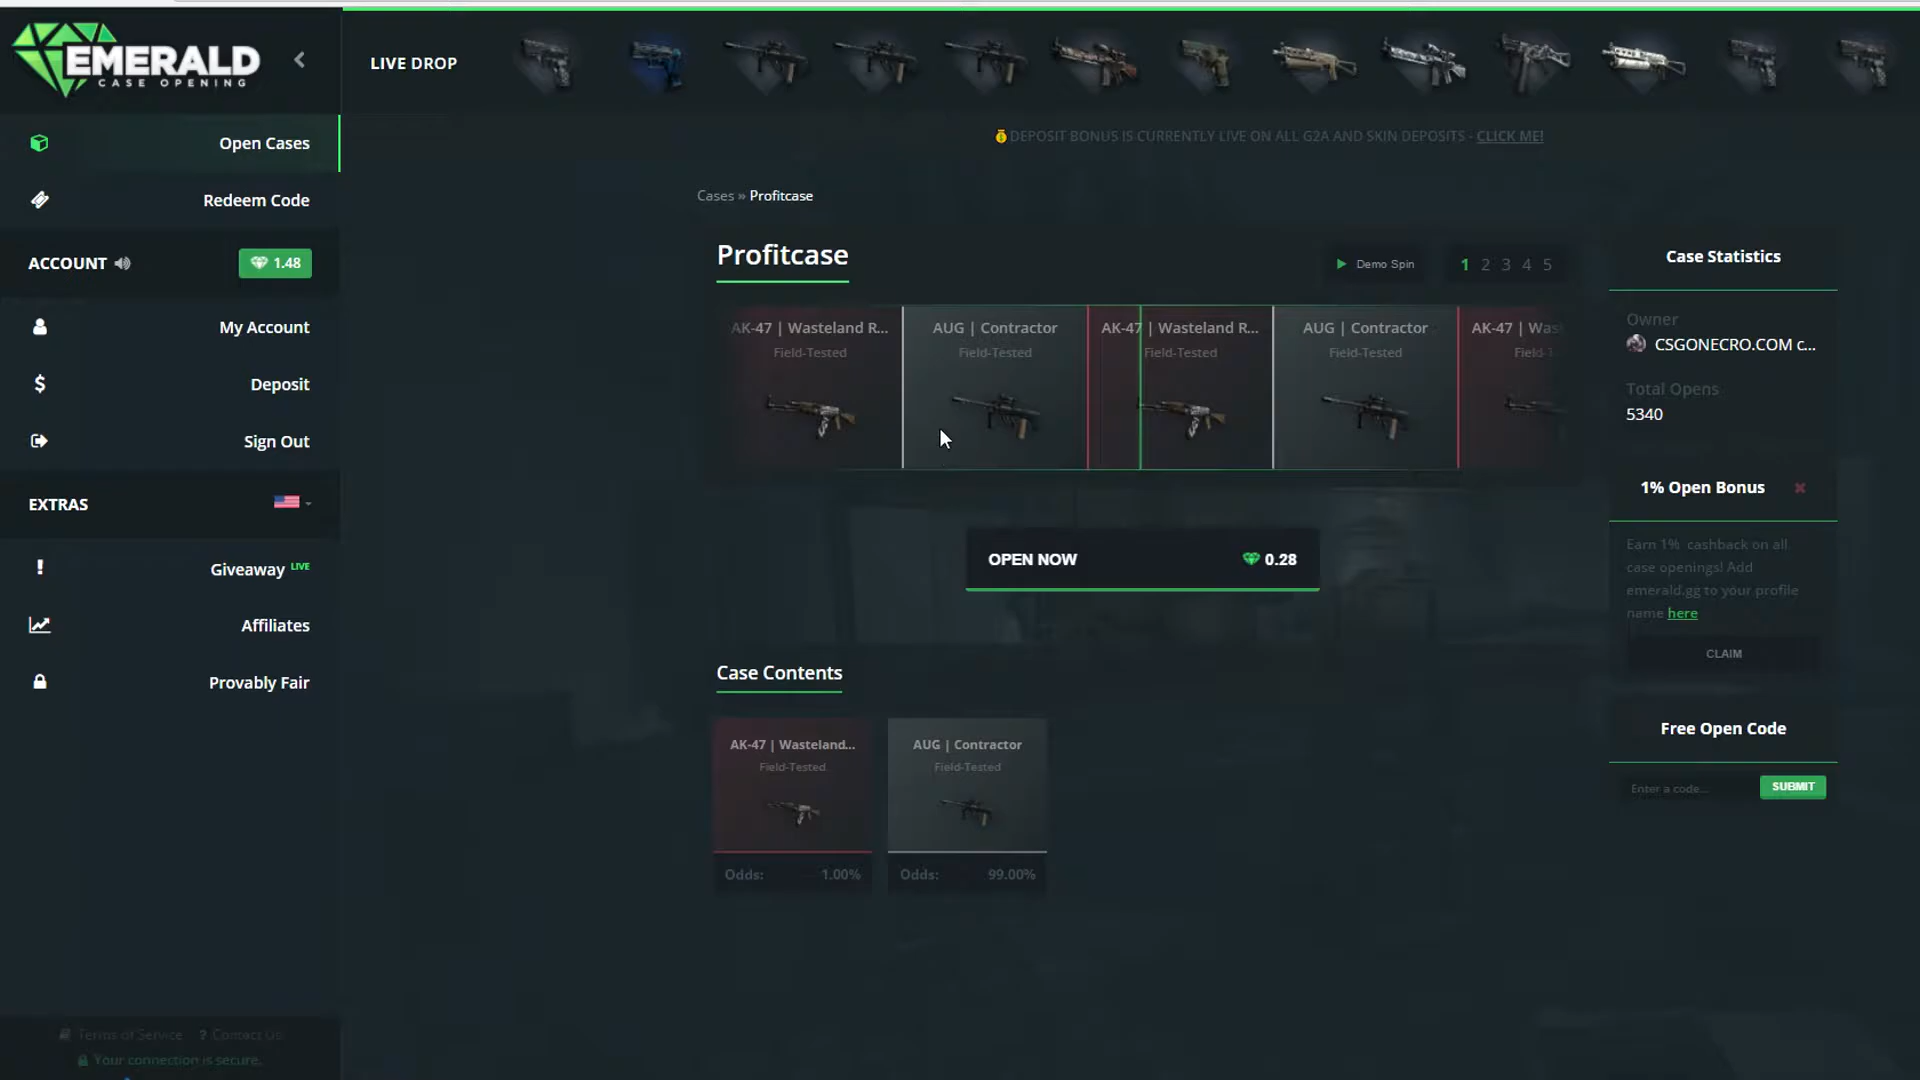 EMERALD
CASE OPENING
LIVE DROP
Open Cases
Redeem Code
ACCOUNT
1.48
My Account
Deposit
Sign Out
EXTRAS
Giveaway LIVE
Affiliates
Provably Fair
Terms of Service ? Contact Us
Your connection is secure.
DEPOSIT BONUS IS CURRENTLY LIVE ON ALL G2A AND SKIN DEPOSITS - CLICK ME!
Cases » Profitcase
Profitcase
Demo Spin
1 2 3 4 5
AK-47 | Wasteland R...
Field-Tested
AUG | Contractor
Field-Tested
AK-47 | Wasteland R...
Field-Tested
AUG | Contractor
Field-Tested
AK-47 | Was
Field-T
OPEN NOW
0.28
Case Contents
AK-47 | Wasteland...
Field-Tested
Odds: 1.00%
AUG | Contractor
Field-Tested
Odds: 99.00%
Case Statistics
Owner
CSGONECRO.COM c...
Total Opens
5340
1% Open Bonus
Earn 1% cashback on all
case openings! Add
emerald.gg to your profile
name here
CLAIM
Free Open Code
Enter a code...
SUBMIT